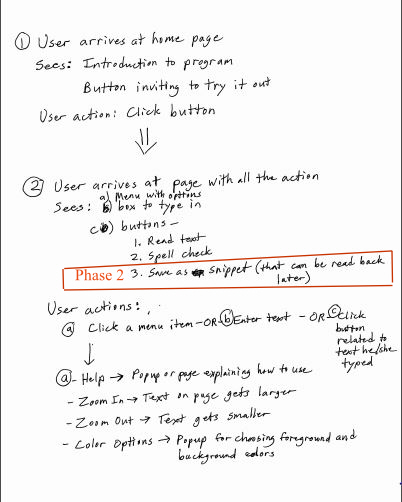 ① User arrives at home page
Sees: Introduction to program
Button inviting to try it out
User action: Click button
② User arrives at page with all the action
a) Menu with options
Sees: b) box to type in
c) buttons -
1. Read text
2. Spell check
Phase 2 3. Save as snippet (that can be read back
later)
User actions:
ⓐ Click a menu item - OR - ⓑ Enter text - OR ⓒ Click
button
related to
text he/she
typed
ⓐ - Help → Popup or page explaining how to use
- Zoom In → Text on page gets larger
- Zoom Out → Text gets smaller
- Color Options → Popup for choosing foreground and
background colors